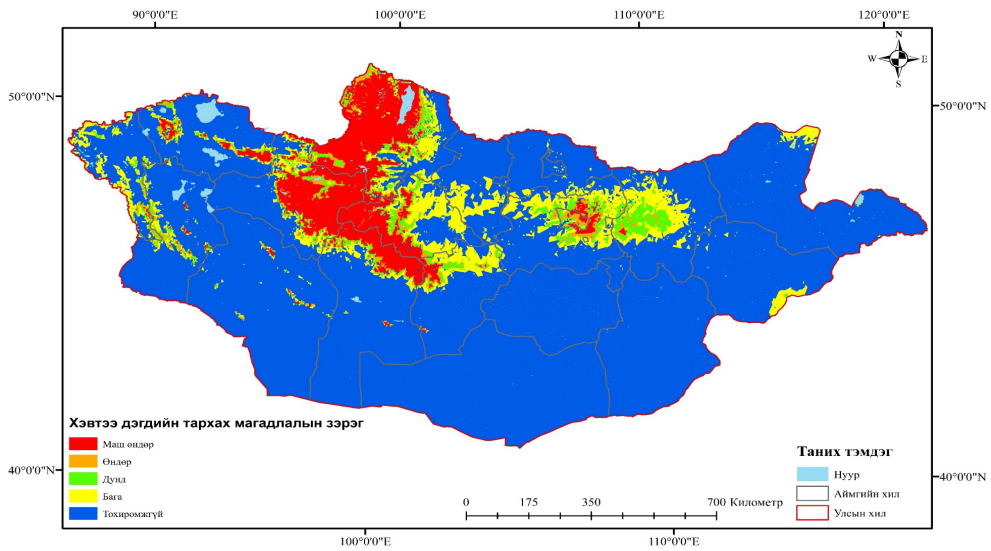 90°0'0"E 100°0'0"E 110°0'0"E 120°0'0"E
N
W E
S
50°0'0"N 50°0'0"N
Хэвтээ дэгдийн тархах магадлалын зэрэг
Маш өндөр
Өндөр
Дунд
Бага
Тохиромжгүй
40°0'0"N 40°0'0"N
Таних тэмдэг
Нуур
Аймгийн хил
Улсын хил
0 175 350 700 Километр
100°0'0"E 110°0'0"E